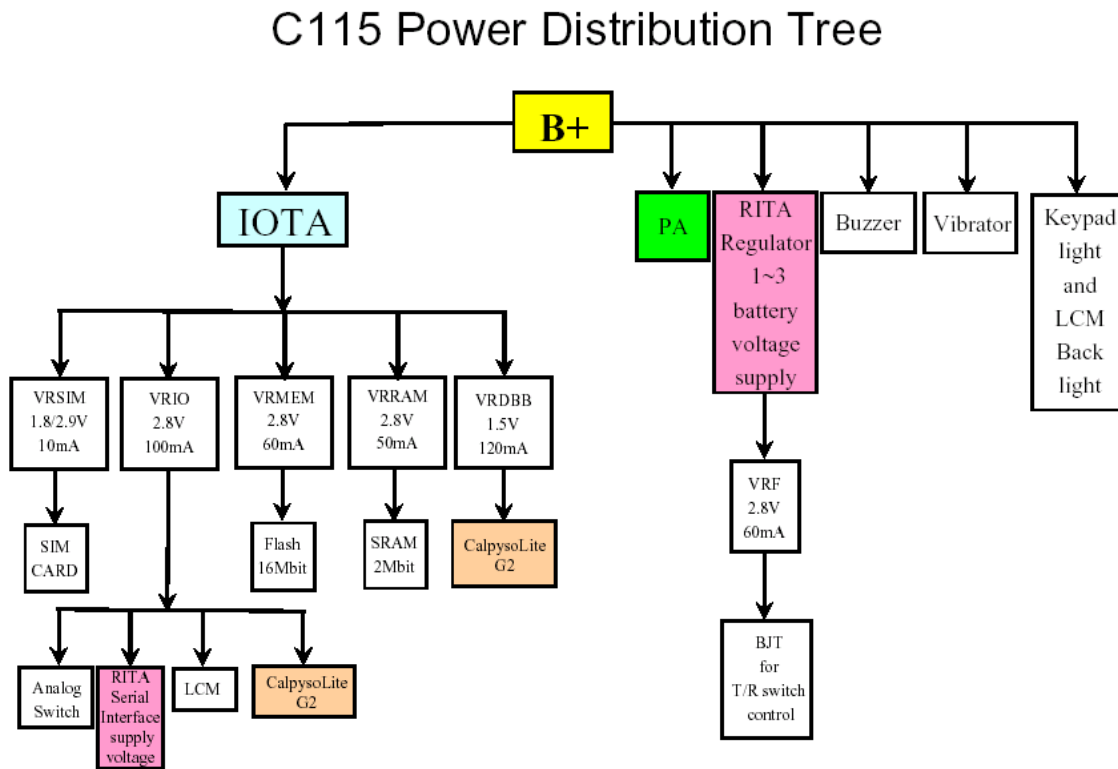 C115 Power Distribution Tree
B+
IOTA
PA
RITA
Regulator
1~3
battery
voltage
supply
Buzzer
Vibrator
Keypad
light
and
LCM
Back
light
VRSIM
1.8/2.9V
10mA
VRIO
2.8V
100mA
VRMEM
2.8V
60mA
VRRAM
2.8V
50mA
VRDBB
1.5V
120mA
VRF
2.8V
60mA
SIM
CARD
Flash
16Mbit
SRAM
2Mbit
CalpysoLite
G2
BJT
for
T/R switch
control
Analog
Switch
RITA
Serial
Interface
supply
voltage
LCM
CalpysoLite
G2